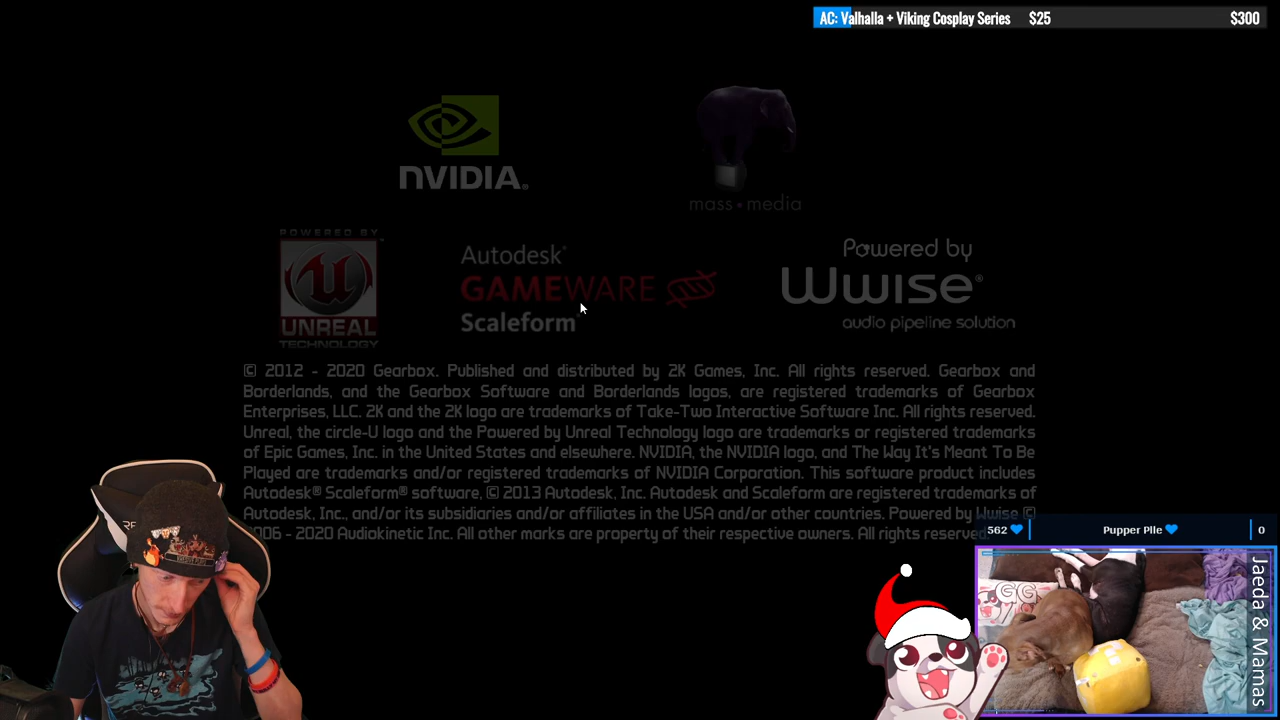 AC: Valhalla + Viking Cosplay Series $25 $300
NVIDIA®
mass•media
POWERED BY
UNREAL
TECHNOLOGY
™
Autodesk®
GAMEWARE
Scaleform®
Powered by
Wwise®
audio pipeline solution
© 2012 - 2020 Gearbox. Published and distributed by 2K Games, Inc. All rights reserved. Gearbox and
Borderlands, and the Gearbox Software and Borderlands logos, are registered trademarks of Gearbox
Enterprises, LLC. 2K and the 2K logo are trademarks of Take-Two Interactive Software Inc. All rights reserved.
Unreal, the circle-U logo and the Powered by Unreal Technology logo are trademarks or registered trademarks
of Epic Games, Inc. in the United States and elsewhere. NVIDIA, the NVIDIA logo, and The Way It's Meant To Be
Played are trademarks and/or registered trademarks of NVIDIA Corporation. This software product includes
Autodesk® Scaleform® software, © 2013 Autodesk, Inc. Autodesk and Scaleform are registered trademarks of
Autodesk, Inc., and/or its subsidiaries and/or affiliates in the USA and/or other countries. Powered by Wwise ©
2006 - 2020 Audiokinetic Inc. All other marks are property of their respective owners. All rights reserved.
562 Pupper Pile 0
GG
Jaeda & Mamas